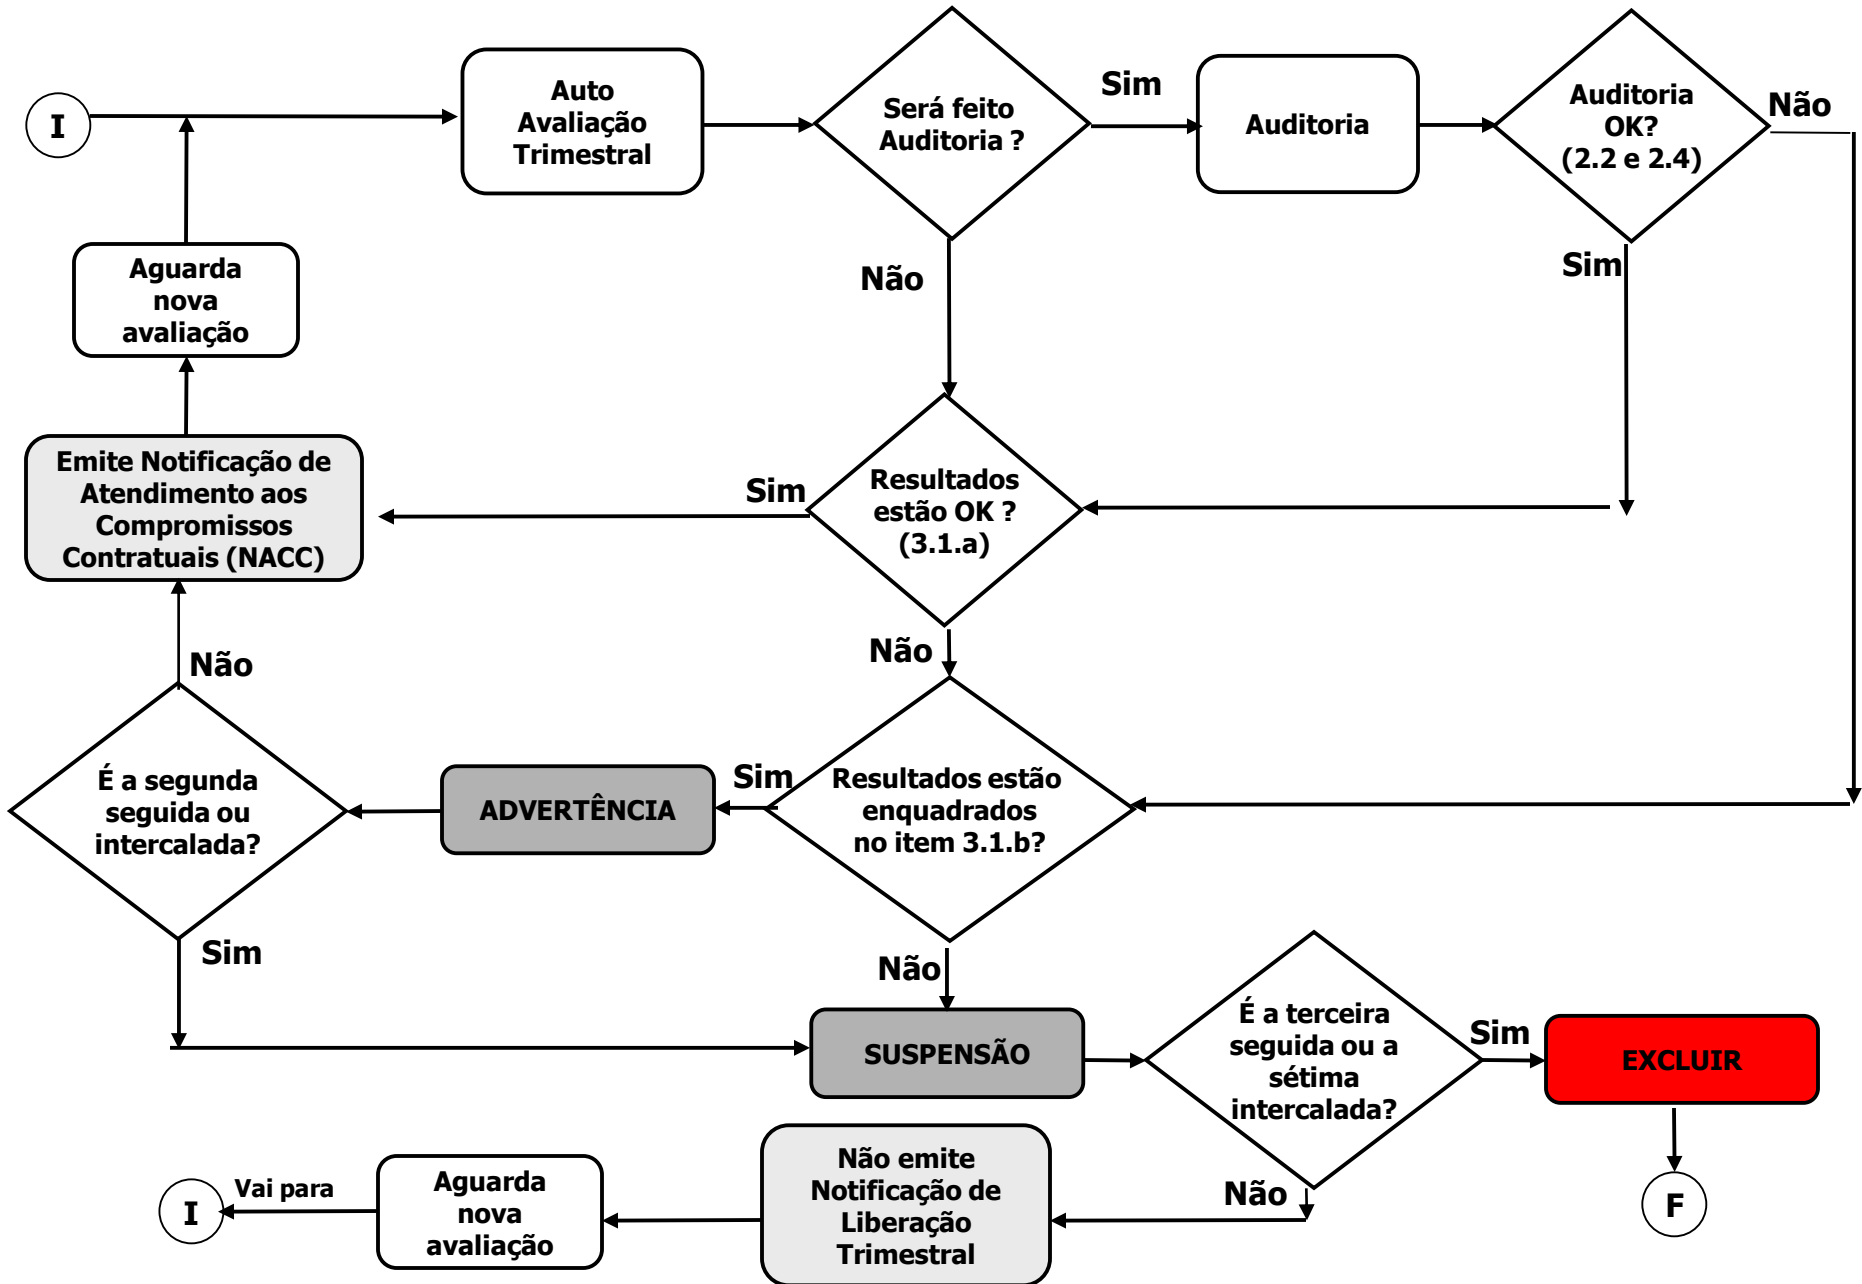 I
Auto
Avaliação
Trimestral
Será feito
Auditoria ?
Sim
Auditoria
Auditoria
OK?
(2.2 e 2.4)
Não
Aguarda
nova
avaliação
Não
Sim
Emite Notificação de
Atendimento aos
Compromissos
Contratuais (NACC)
Sim
Resultados
estão OK ?
(3.1.a)
Não
Não
É a segunda
seguida ou
intercalada?
ADVERTÊNCIA
Sim
Resultados estão
enquadrados
no item 3.1.b?
Sim
Não
SUSPENSÃO
É a terceira
seguida ou a
sétima
intercalada?
Sim
EXCLUIR
I
Vai para
Aguarda
nova
avaliação
Não emite
Notificação de
Liberação
Trimestral
Não
F